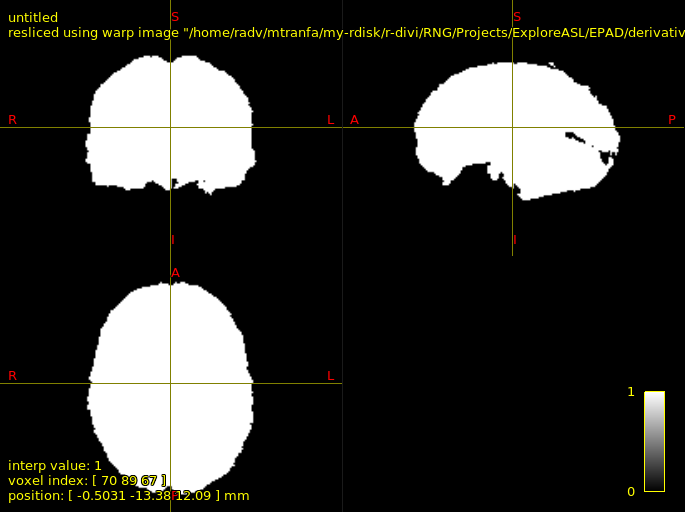 untitled
resliced using warp image "/home/radv/mtranfa/my-rdisk/r-divi/RNG/Projects/ExploreASL/EPAD/derivativ
S
S
R
L
A
P
I
I
A
R
L
1
0
interp value: 1
voxel index: [ 70 89 67 ]
position: [ -0.5031 -13.38 12.09 ] mm
P